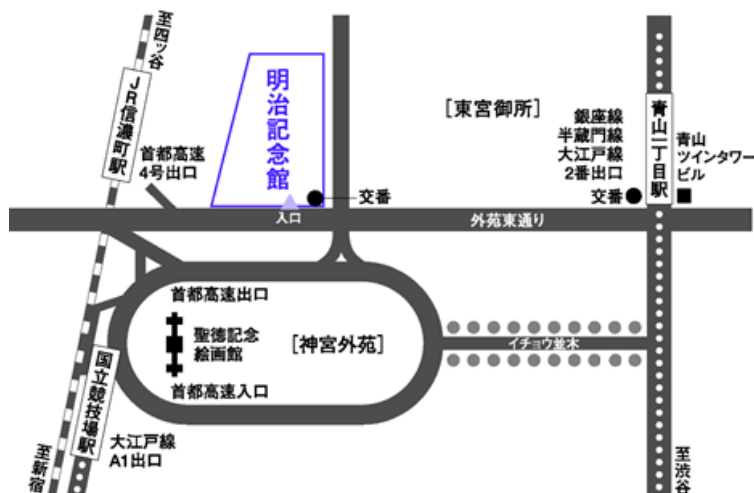 至四ッ谷
JR信濃町駅
首都高速
4号出口
明治記念館
入口
交番
[東宮御所]
銀座線
半蔵門線
大江戸線
2番出口
交番
青山一丁目駅
青山
ツインタワー
ビル
外苑東通り
首都高速出口
聖徳記念
絵画館
[神宮外苑]
首都高速入口
イチョウ並木
国立競技場駅
大江戸線
A1出口
至新宿
至渋谷